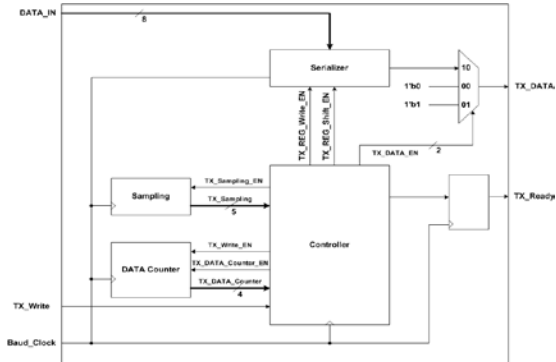 DATA_IN
8
Serializer
10
1'b0
00
TX_DATA
1'b1
01
TX_REG_Write_EN
TX_REG_Shift_EN
TX_DATA_EN
2
TX_Sampling_EN
Sampling
TX_Sampling
5
TX_Ready
Controller
TX_Write_EN
DATA Counter
TX_DATA_Counter_EN
TX_DATA_Counter
4
TX_Write
Baud_Clock